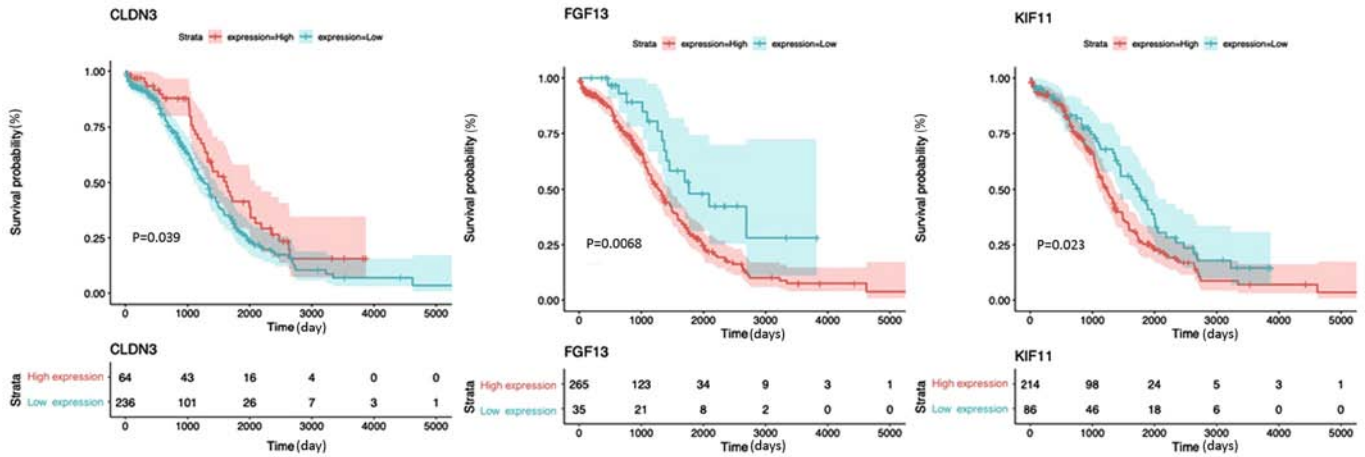 CLDN3
Strata expression=High expression=Low
Survival probability (%)
1.00
0.75
0.50
0.25
0.00
P=0.039
0 1000 2000 3000 4000 5000
Time (day)
CLDN3
Strata
High expression 64 43 16 4 0 0
Low expression 236 101 26 7 3 1
0 1000 2000 3000 4000 5000
Time (day)
FGF13
Strata expression=High expression=Low
Survival probability (%)
1.00
0.75
0.50
0.25
0.00
P=0.0068
0 1000 2000 3000 4000 5000
Time (days)
FGF13
Strata
High expression 265 123 34 9 3 1
Low expression 35 21 8 2 0 0
0 1000 2000 3000 4000 5000
Time (days)
KIF11
Strata expression=High expression=Low
Survival probability (%)
1.00
0.75
0.50
0.25
0.00
P=0.023
0 1000 2000 3000 4000 5000
Time (days)
KIF11
Strata
High expression 214 98 24 5 3 1
Low expression 86 46 18 6 0 0
0 1000 2000 3000 4000 5000
Time (days)